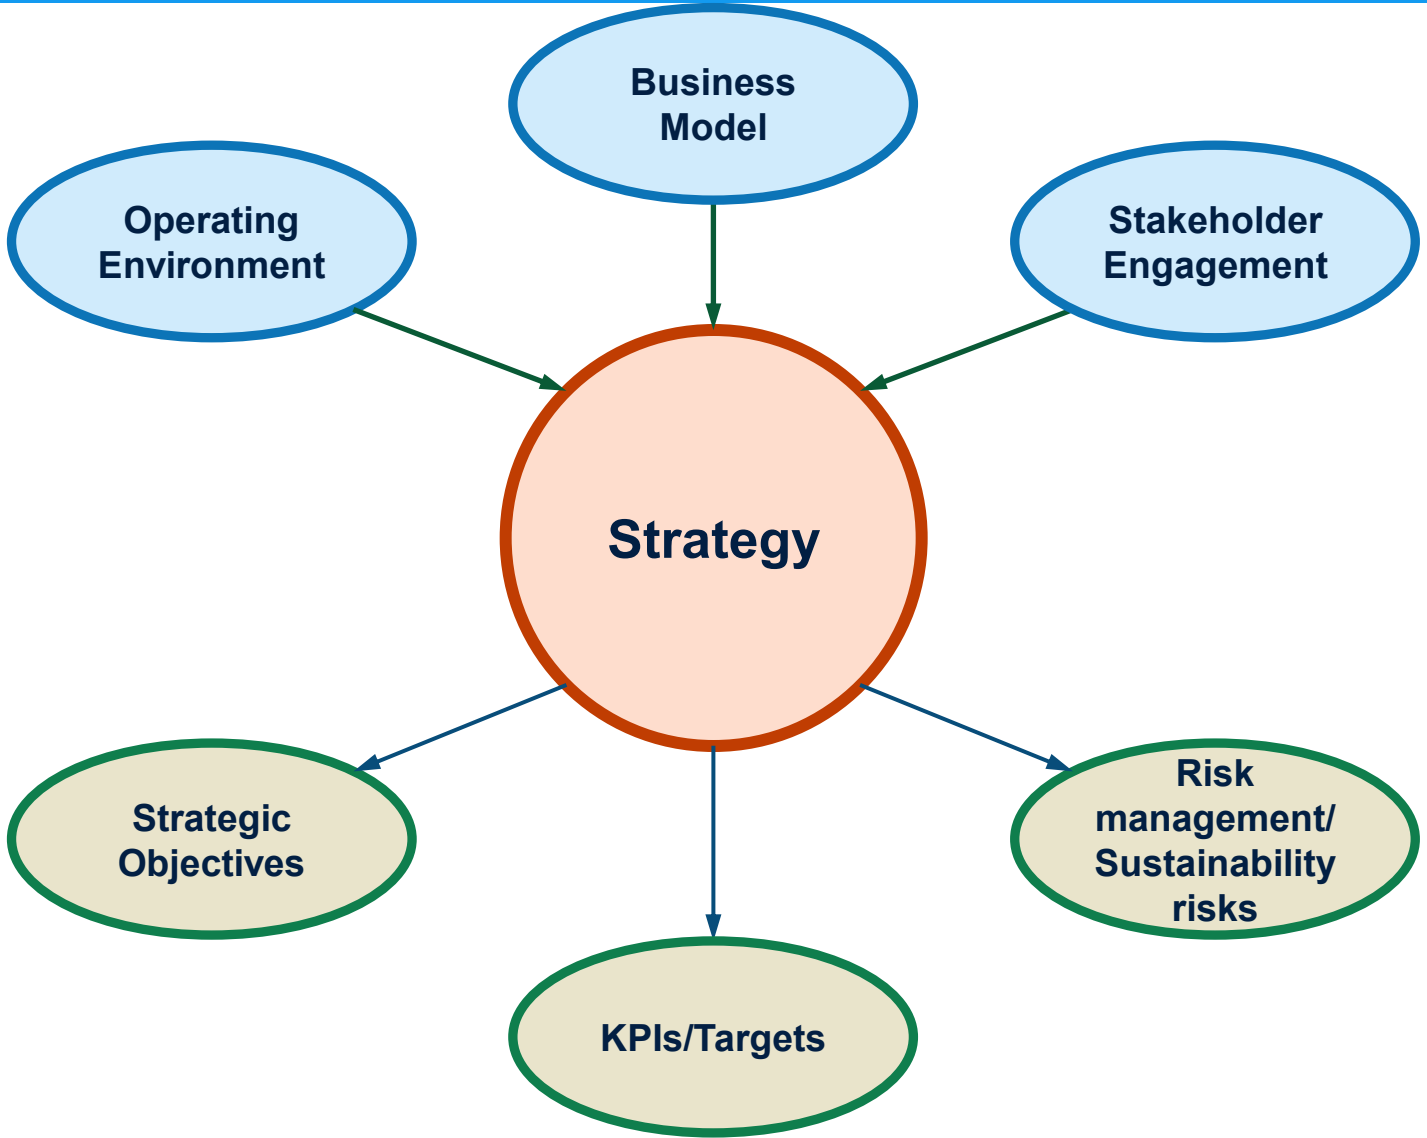 Business
Model
Operating
Environment
Stakeholder
Engagement
Strategy
Strategic
Objectives
Risk
management/
Sustainability
risks
KPIs/Targets